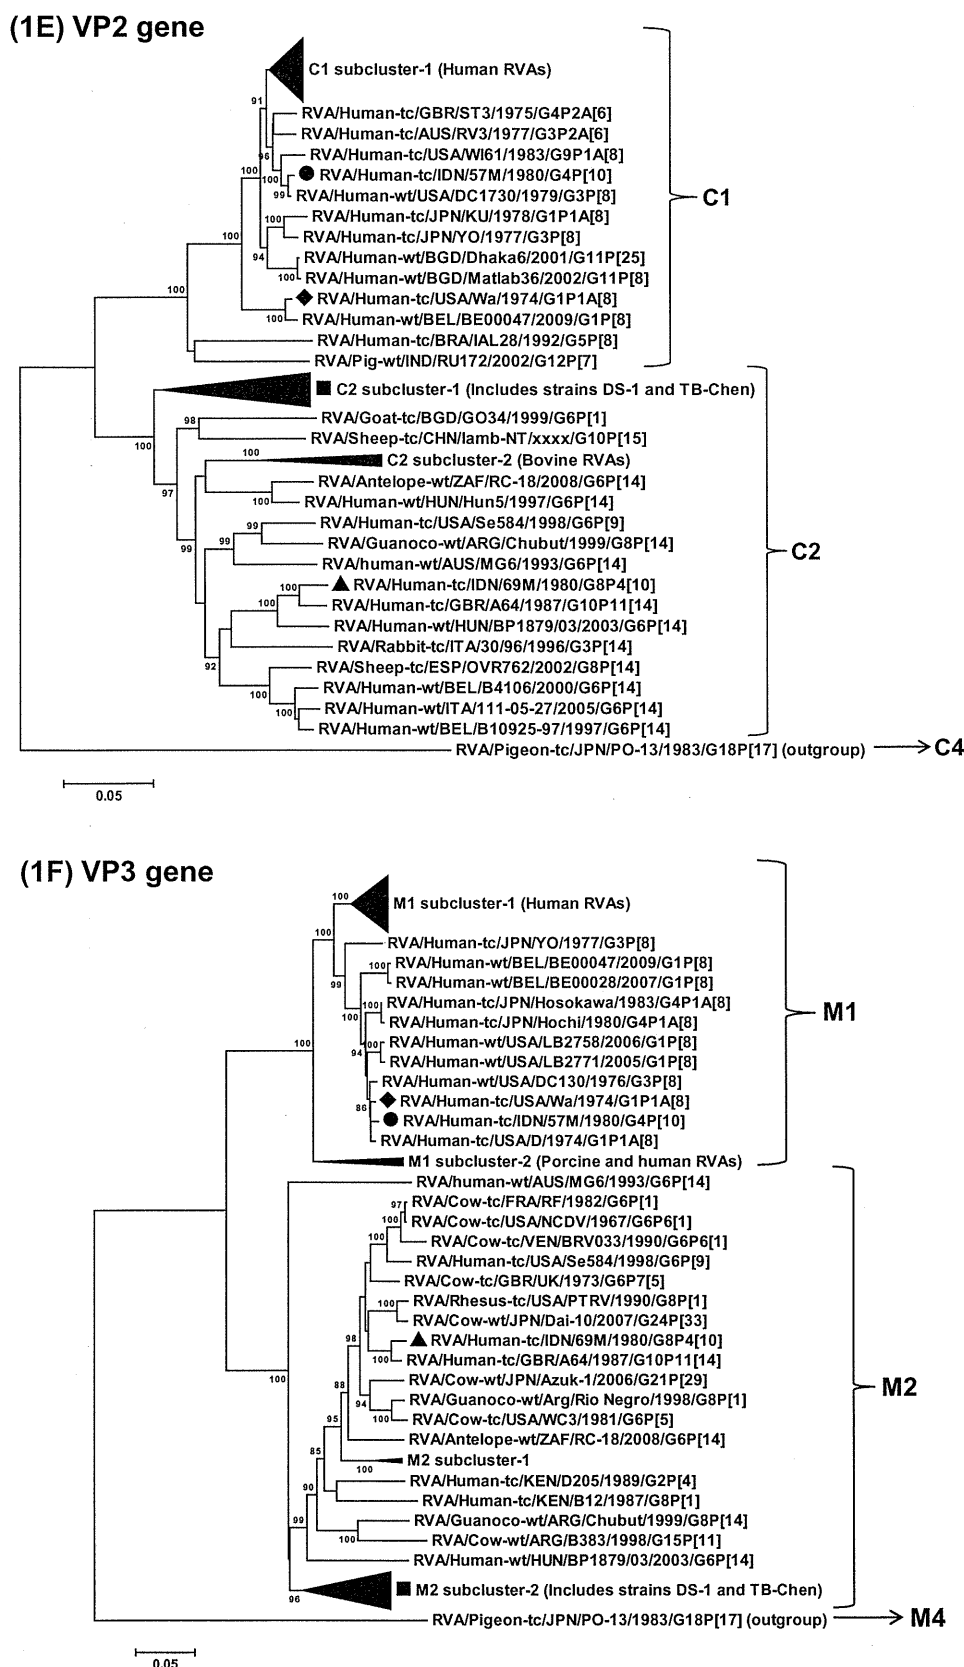 (1E) VP2 gene
C1 subcluster-1 (Human RVAs)
91
RVA/Human-tc/GBR/ST3/1975/G4P2A[6]
RVA/Human-tc/AUS/RV3/1977/G3P2A[6]
96
RVA/Human-tc/USA/WI61/1983/G9P1A[8]
100
100
RVA/Human-tc/IDN/57M/1980/G4P[10]
99
RVA/Human-wt/USA/DC1730/1979/G3P[8]
C1
100
RVA/Human-tc/JPN/KU/1978/G1P1A[8]
100
RVA/Human-tc/JPN/YO/1977/G3P[8]
94
RVA/Human-wt/BGD/Dhaka6/2001/G11P[25]
100
RVA/Human-wt/BGD/Matlab36/2002/G11P[8]
100
RVA/Human-tc/USA/Wa/1974/G1P1A[8]
100
RVA/Human-wt/BEL/BE00047/2009/G1P[8]
RVA/Human-tc/BRA/IAL28/1992/G5P[8]
RVA/Pig-wt/IND/RU172/2002/G12P[7]
C2 subcluster-1 (Includes strains DS-1 and TB-Chen)
98
RVA/Goat-tc/BGD/GO34/1999/G6P[1]
100
RVA/Sheep-tc/CHN/lamb-NT/xxxx/G10P[15]
100
C2 subcluster-2 (Bovine RVAs)
RVA/Antelope-wt/ZAF/RC-18/2008/G6P[14]
97
100
RVA/Human-wt/HUN/Hun5/1997/G6P[14]
99
RVA/Human-tc/USA/Se584/1998/G6P[9]
99
99
RVA/Guanoco-wt/ARG/Chubut/1999/G8P[14]
C2
RVA/human-wt/AUS/MG6/1993/G6P[14]
100
RVA/Human-tc/IDN/69M/1980/G8P4[10]
100
RVA/Human-tc/GBR/A64/1987/G10P11[14]
RVA/Human-wt/HUN/BP1879/03/2003/G6P[14]
RVA/Rabbit-tc/ITA/30/96/1996/G3P[14]
92
RVA/Sheep-tc/ESP/OVR762/2002/G8P[14]
100
RVA/Human-wt/BEL/B4106/2000/G6P[14]
100
RVA/Human-wt/ITA/111-05-27/2005/G6P[14]
RVA/Human-wt/BEL/B10925-97/1997/G6P[14]
RVA/Pigeon-tc/JPN/PO-13/1983/G18P[17] (outgroup)
C4
0.05
(1F) VP3 gene
100
M1 subcluster-1 (Human RVAs)
100
RVA/Human-tc/JPN/YO/1977/G3P[8]
100
RVA/Human-wt/BEL/BE00047/2009/G1P[8]
99
RVA/Human-wt/BEL/BE00028/2007/G1P[8]
100
RVA/Human-tc/JPN/Hosokawa/1983/G4P1A[8]
100
M1
RVA/Human-tc/JPN/Hochi/1980/G4P1A[8]
100
100
RVA/Human-wt/USA/LB2758/2006/G1P[8]
94
RVA/Human-wt/USA/LB2771/2005/G1P[8]
RVA/Human-wt/USA/DC130/1976/G3P[8]
86
RVA/Human-tc/USA/Wa/1974/G1P1A[8]
RVA/Human-tc/IDN/57M/1980/G4P[10]
RVA/Human-tc/USA/D/1974/G1P1A[8]
M1 subcluster-2 (Porcine and human RVAs)
RVA/human-wt/AUS/MG6/1993/G6P[14]
97
RVA/Cow-tc/FRA/RF/1982/G6P[1]
100
RVA/Cow-tc/USA/NCDV/1967/G6P6[1]
100
RVA/Cow-tc/VEN/BRV033/1990/G6P6[1]
RVA/Human-tc/USA/Se584/1998/G6P[9]
RVA/Cow-tc/GBR/UK/1973/G6P7[5]
100
RVA/Rhesus-tc/USA/PTRV/1990/G8P[1]
RVA/Cow-wt/JPN/Dai-10/2007/G24P[33]
98
RVA/Human-tc/IDN/69M/1980/G8P4[10]
100
RVA/Human-tc/GBR/A64/1987/G10P11[14]
100
RVA/Cow-wt/JPN/Azuk-1/2006/G21P[29]
88
M2
94
RVA/Guanoco-wt/Arg/Rio Negro/1998/G8P[1]
100
RVA/Cow-tc/USA/WC3/1981/G6P[5]
95
RVA/Antelope-wt/ZAF/RC-18/2008/G6P[14]
85
M2 subcluster-1
100
RVA/Human-tc/KEN/D205/1989/G2P[4]
90
RVA/Human-tc/KEN/B12/1987/G8P[1]
99
RVA/Guanoco-wt/ARG/Chubut/1999/G8P[14]
100
RVA/Cow-wt/ARG/B383/1998/G15P[11]
RVA/Human-wt/HUN/BP1879/03/2003/G6P[14]
M2 subcluster-2 (Includes strains DS-1 and TB-Chen)
96
RVA/Pigeon-tc/JPN/PO-13/1983/G18P[17] (outgroup)
M4
0.05